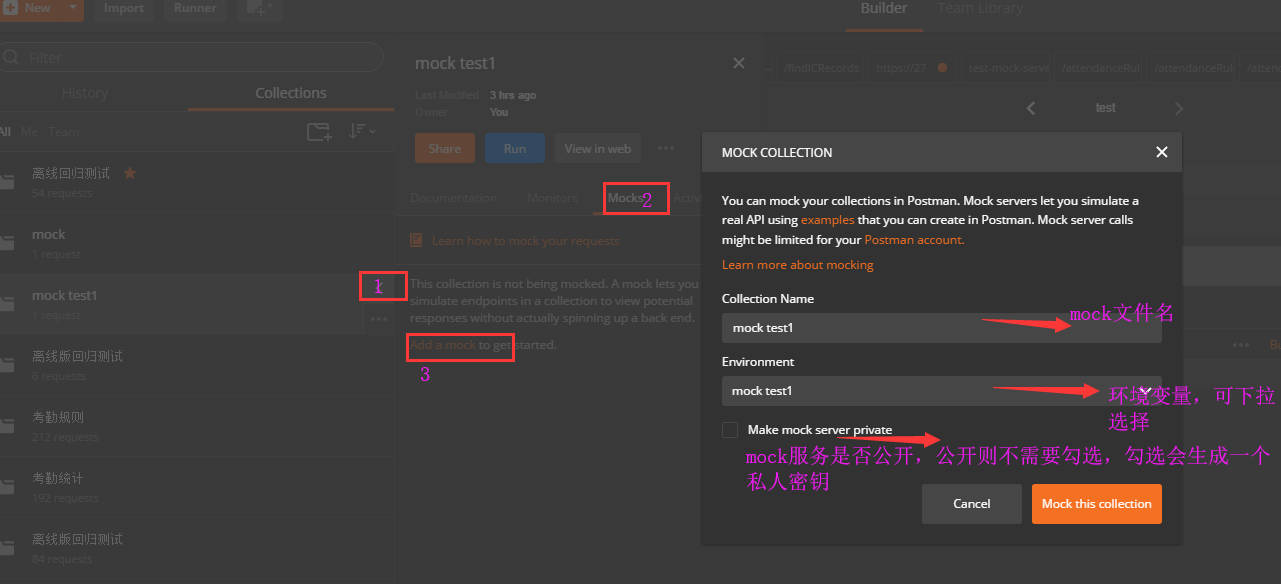 New
Import
Runner
Builder
Team Library
Filter
History
Collections
All
Me
Team
离线回归测试
54 requests
mock
1 request
mock test1
1 request
离线版回归测试
6 requests
考勤规则
212 requests
考勤统计
192 requests
离线版回归测试
84 requests
mock test1
Last Modified 3 hrs ago
Owner You
Share
Run
View in web
Documentation
Monitors
Mocks
2
Activ
Learn how to mock your requests
1
This collection is not being mocked. A mock lets you
simulate endpoints in a collection to view potential
responses without actually spinning up a back end.
Add a mock to get started.
3
/findICRecords
https://27
test-mock-serve
/attendanceRul
/attendanceRul
/attend
test
MOCK COLLECTION
You can mock your collections in Postman. Mock servers let you simulate a
real API using examples that you can create in Postman. Mock server calls
might be limited for your Postman account.
Learn more about mocking
Collection Name
mock test1
mock文件名
Environment
mock test1
环境变量，可下拉
选择
Make mock server private
mock服务是否公开，公开则不需要勾选，勾选会生成一个
私人密钥
Cancel
Mock this collection